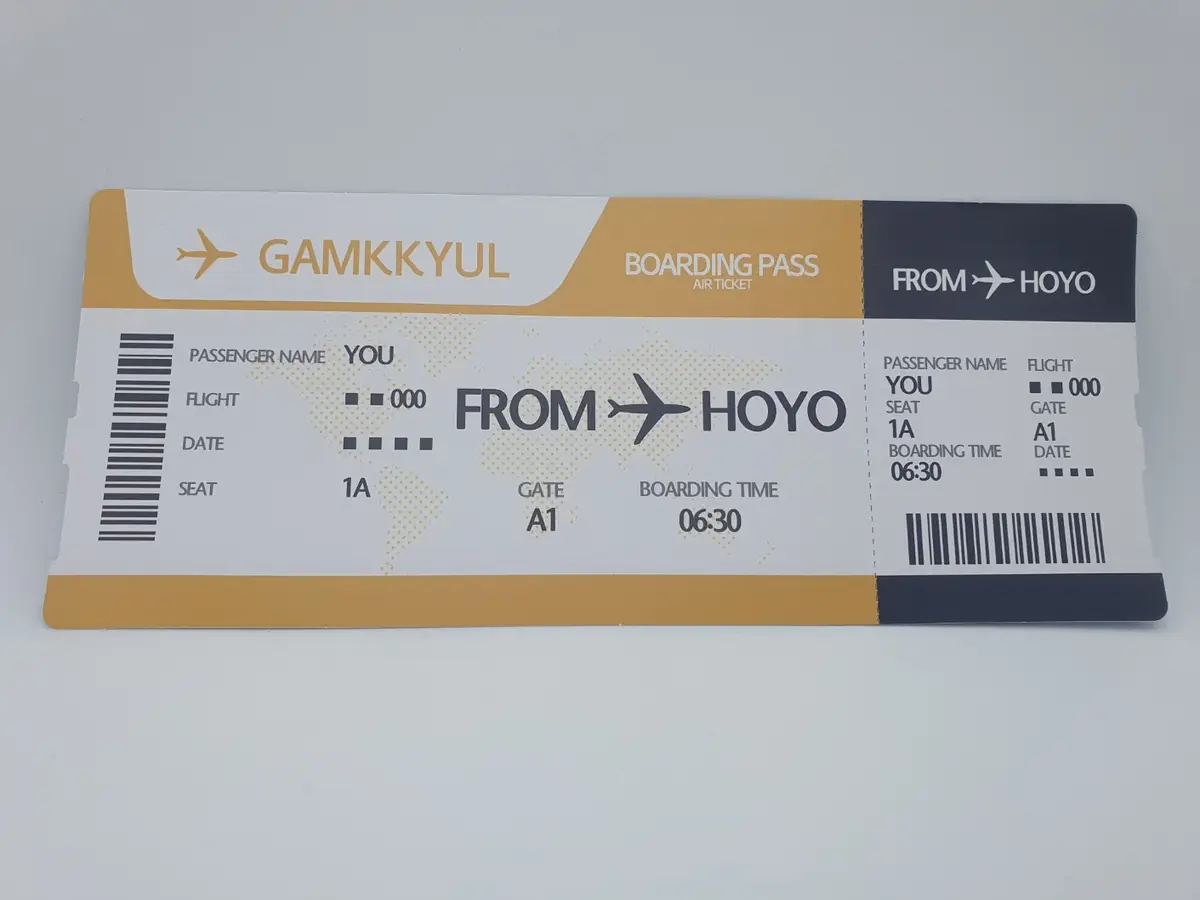 GAMKKYUL
BOARDING PASS
AIR TICKET
PASSENGER NAME YOU
FLIGHT ■ ■000
DATE ■ ■ ■ ■
SEAT 1A
FROM HOYO
GATE BOARDING TIME
A1 06:30
FROM HOYO
PASSENGER NAME FLIGHT
YOU ■ ■000
SEAT GATE
1A A1
BOARDING TIME DATE
06:30 ■ ■ ■ ■